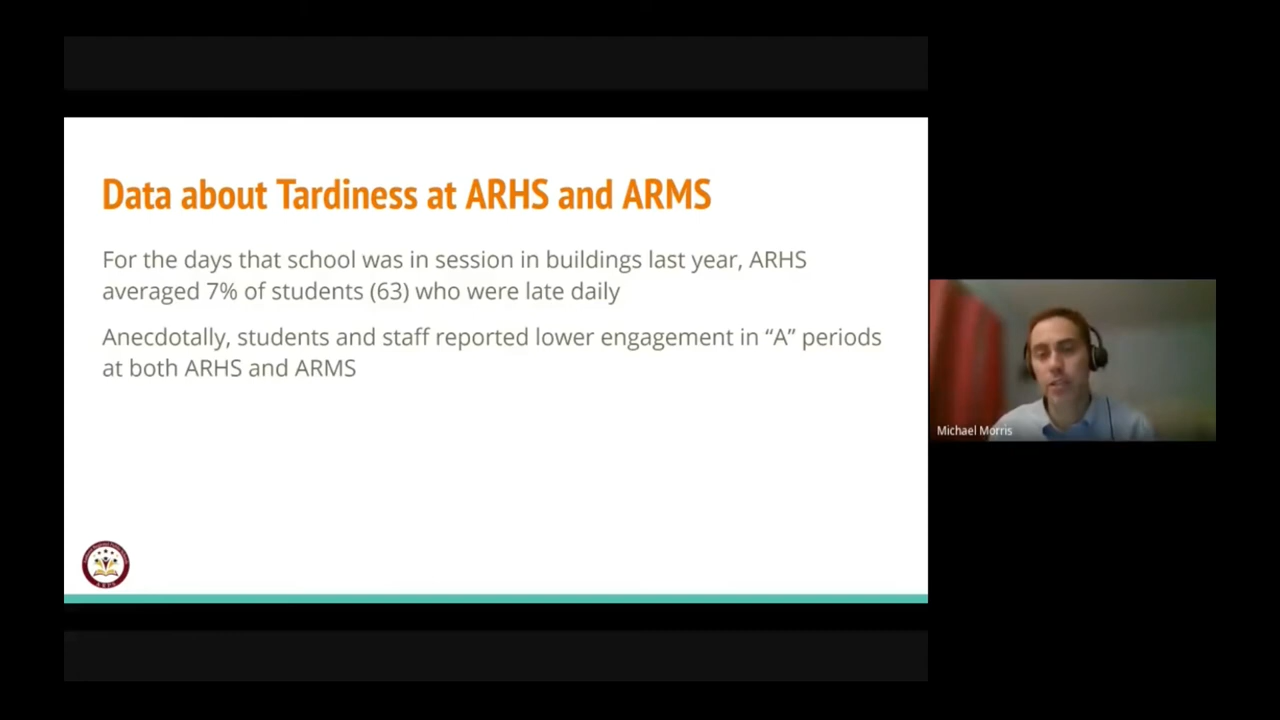 Data about Tardiness at ARHS and ARMS
For the days that school was in session in buildings last year, ARHS
averaged 7% of students (63) who were late daily
Anecdotally, students and staff reported lower engagement in “A” periods
at both ARHS and ARMS
Michael Morris